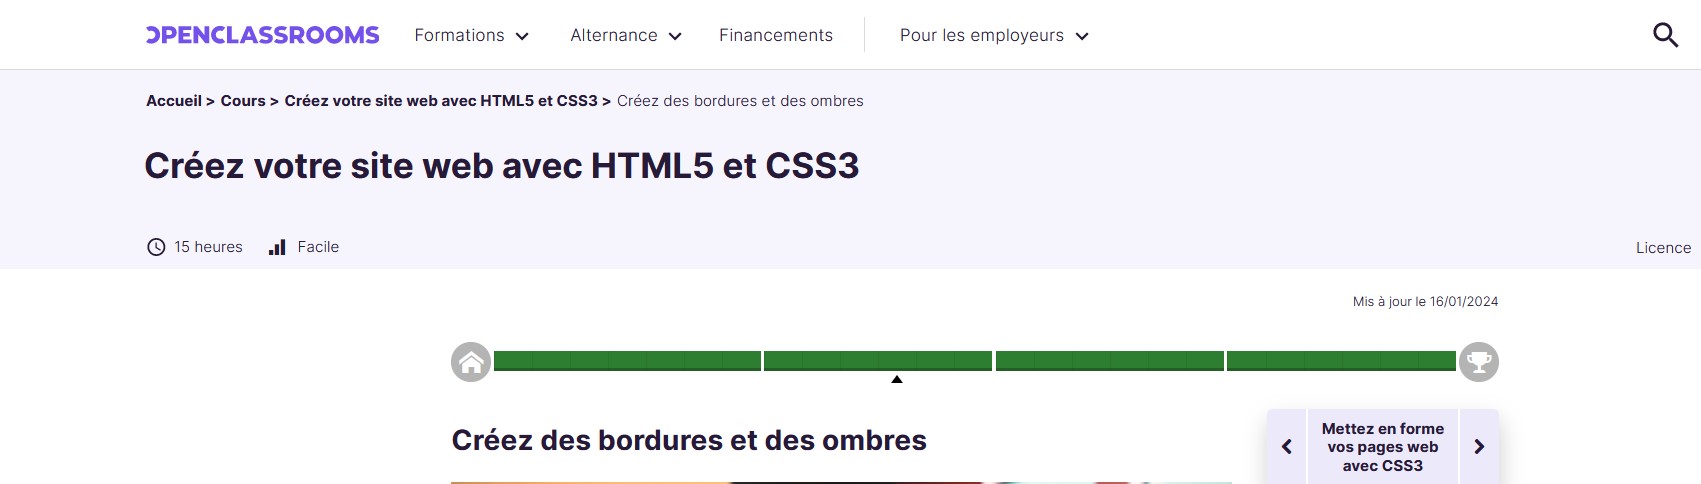 OPENCLASSROOMS Formations Alternance Financements Pour les employeurs
Accueil > Cours > Créez votre site web avec HTML5 et CSS3 > Créez des bordures et des ombres
Créez votre site web avec HTML5 et CSS3
15 heures Facile Licence
Mis à jour le 16/01/2024
Créez des bordures et des ombres
Mettez en forme
vos pages web
avec CSS3